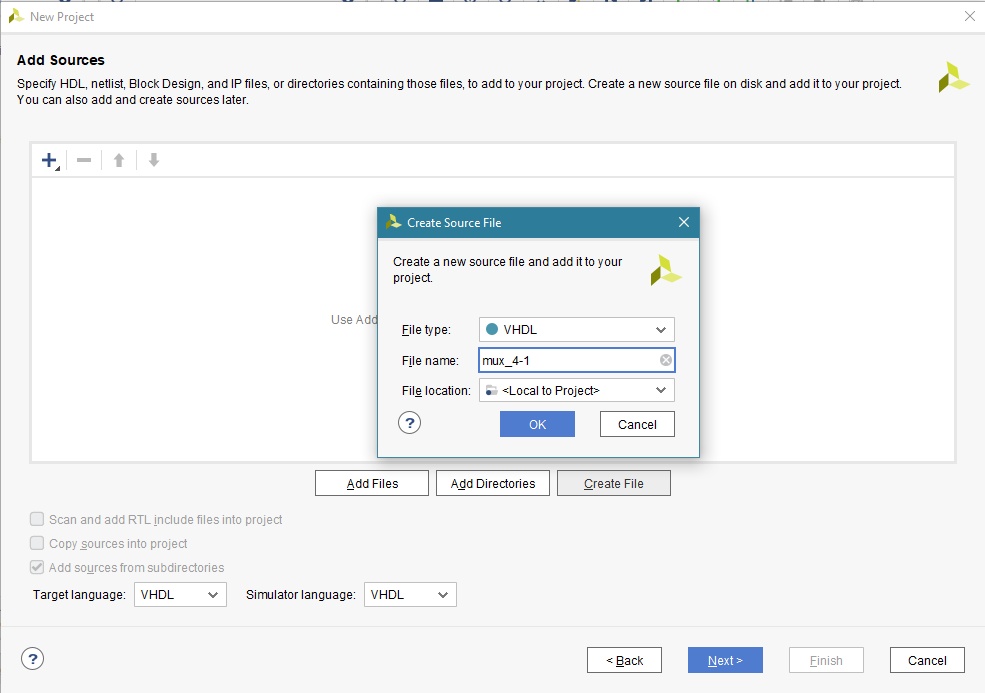 New Project
Add Sources
Specify HDL, netlist, Block Design, and IP files, or directories containing those files, to add to your project. Create a new source file on disk and add it to your project.
You can also add and create sources later.
Create Source File
Create a new source file and add it to your
project.
Use Add
File type: VHDL
File name: mux_4-1
File location: <Local to Project>
? OK Cancel
Add Files Add Directories Create File
Scan and add RTL include files into project
Copy sources into project
Add sources from subdirectories
Target language: VHDL Simulator language: VHDL
? < Back Next > Finish Cancel